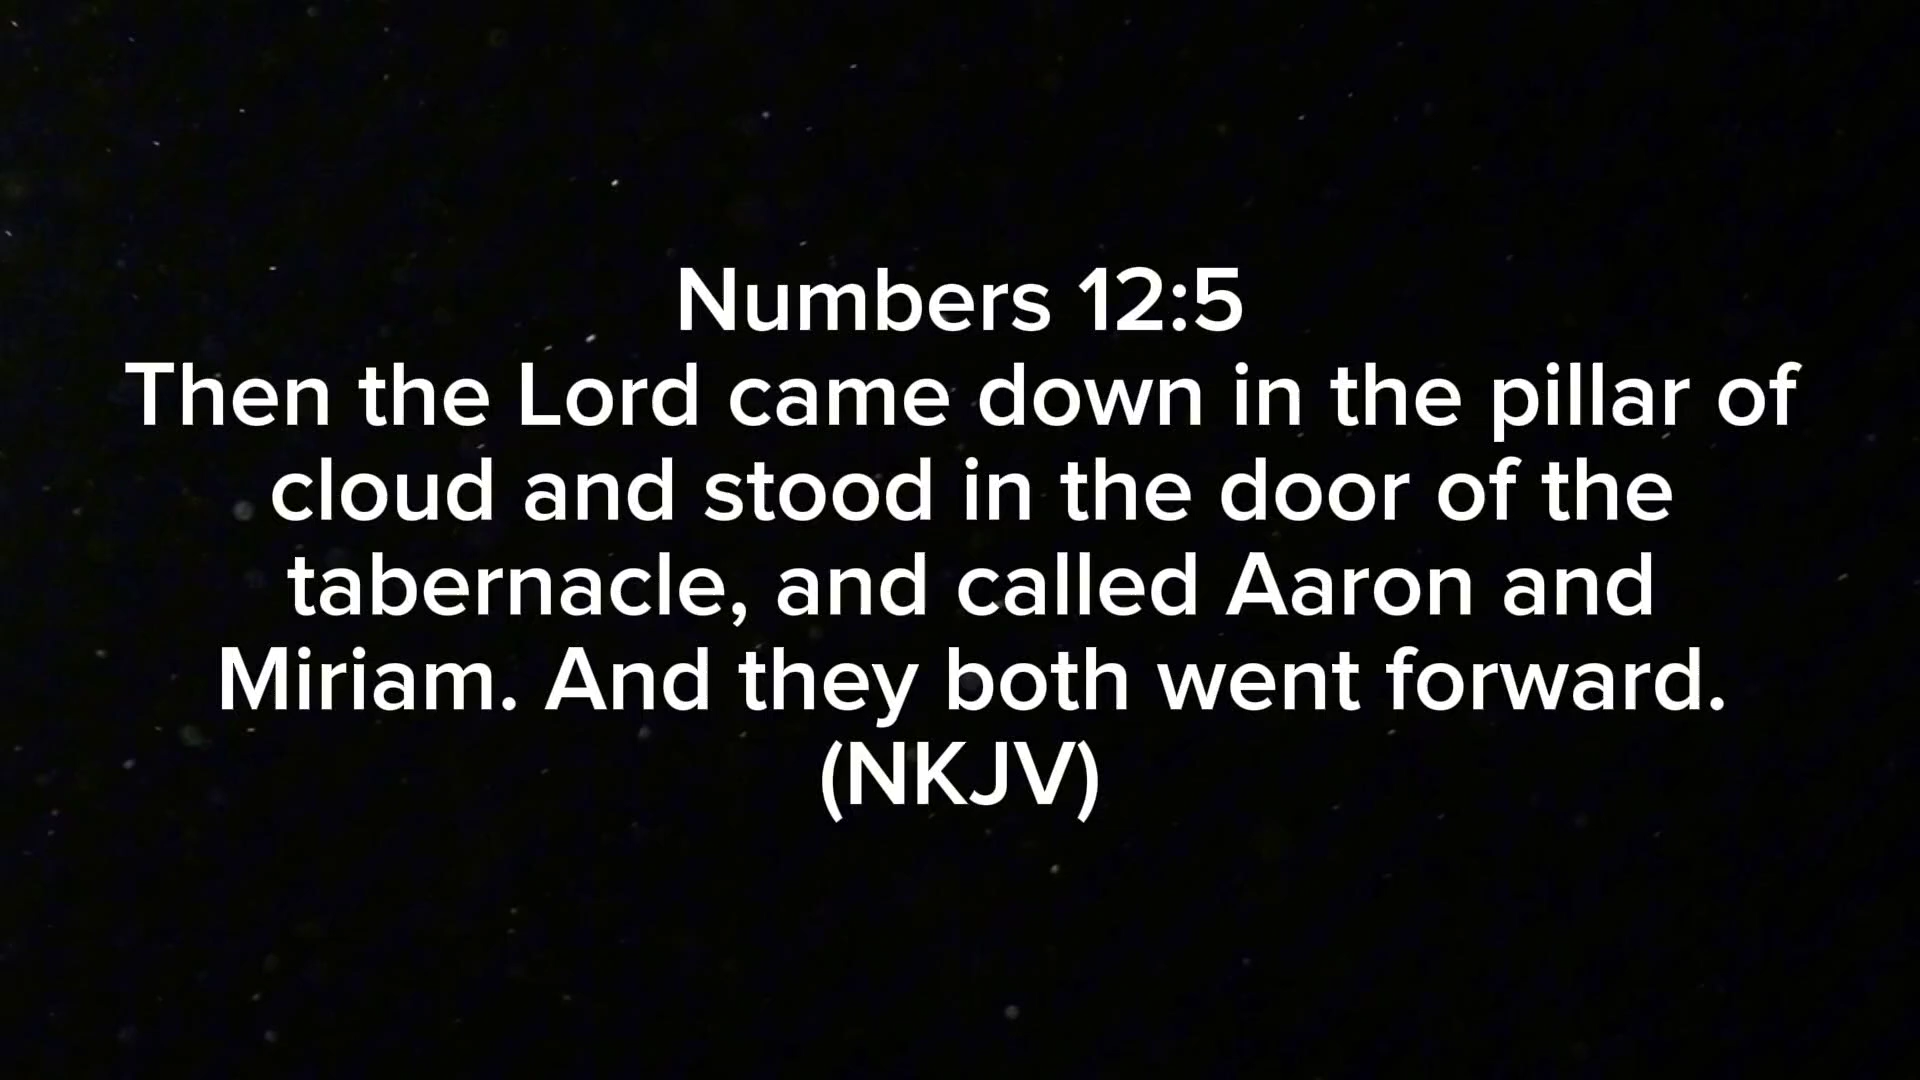 Numbers 12:5
Then the Lord came down in the pillar of
cloud and stood in the door of the
tabernacle, and called Aaron and
Miriam. And they both went forward.
(NKJV)